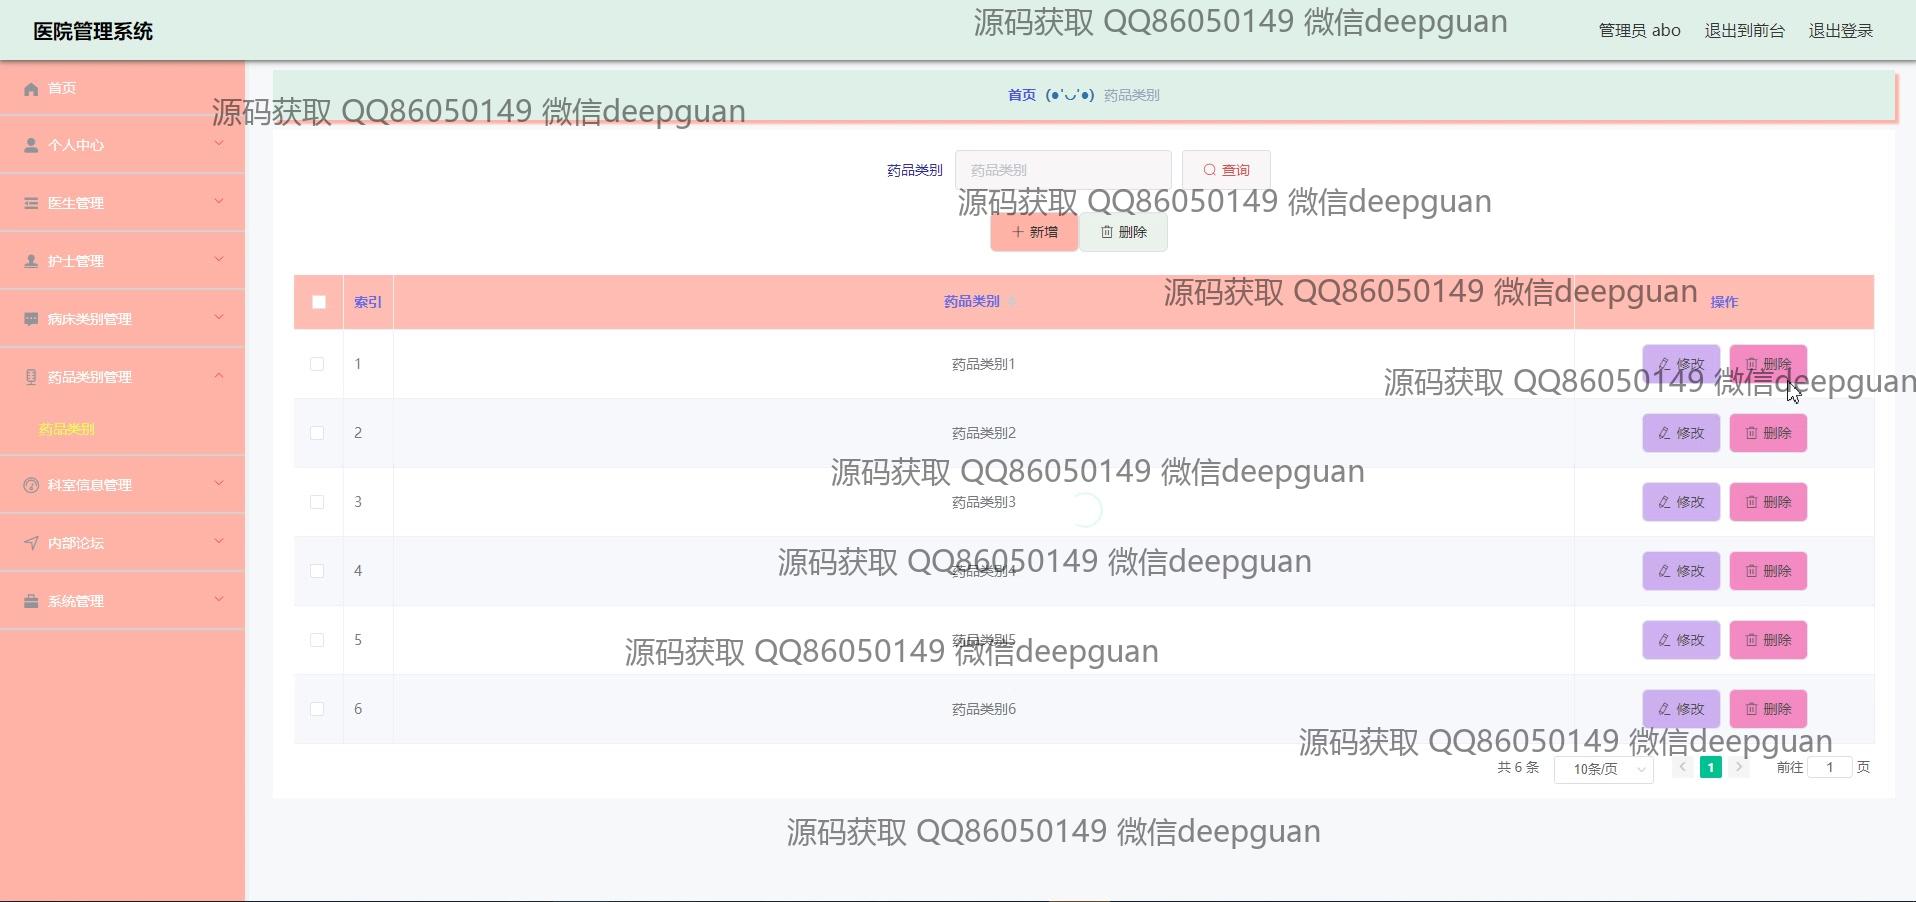 医院管理系统
源码获取 QQ86050149 微信deepguan
管理员 abo 退出到前台 退出登录
首页
个人中心
医生管理
护士管理
病床类别管理
药品类别管理
药品类别
科室信息管理
内部论坛
系统管理
首页 (●'◡'●) 药品类别
源码获取 QQ86050149 微信deepguan
药品类别 药品类别 查询
源码获取 QQ86050149 微信deepguan
新增 删除
源码获取 QQ86050149 微信deepguan
索引 药品类别 操作
1 药品类别1 修改 删除
源码获取 QQ86050149 微信deepguan
2 药品类别2 修改 删除
源码获取 QQ86050149 微信deepguan
3 药品类别3 修改 删除
源码获取 QQ86050149 微信deepguan
4 药品类别4 修改 删除
5 药品类别5 修改 删除
源码获取 QQ86050149 微信deepguan
6 药品类别6 修改 删除
源码获取 QQ86050149 微信deepguan
共 6 条 10条/页 1 前往 1 页
源码获取 QQ86050149 微信deepguan